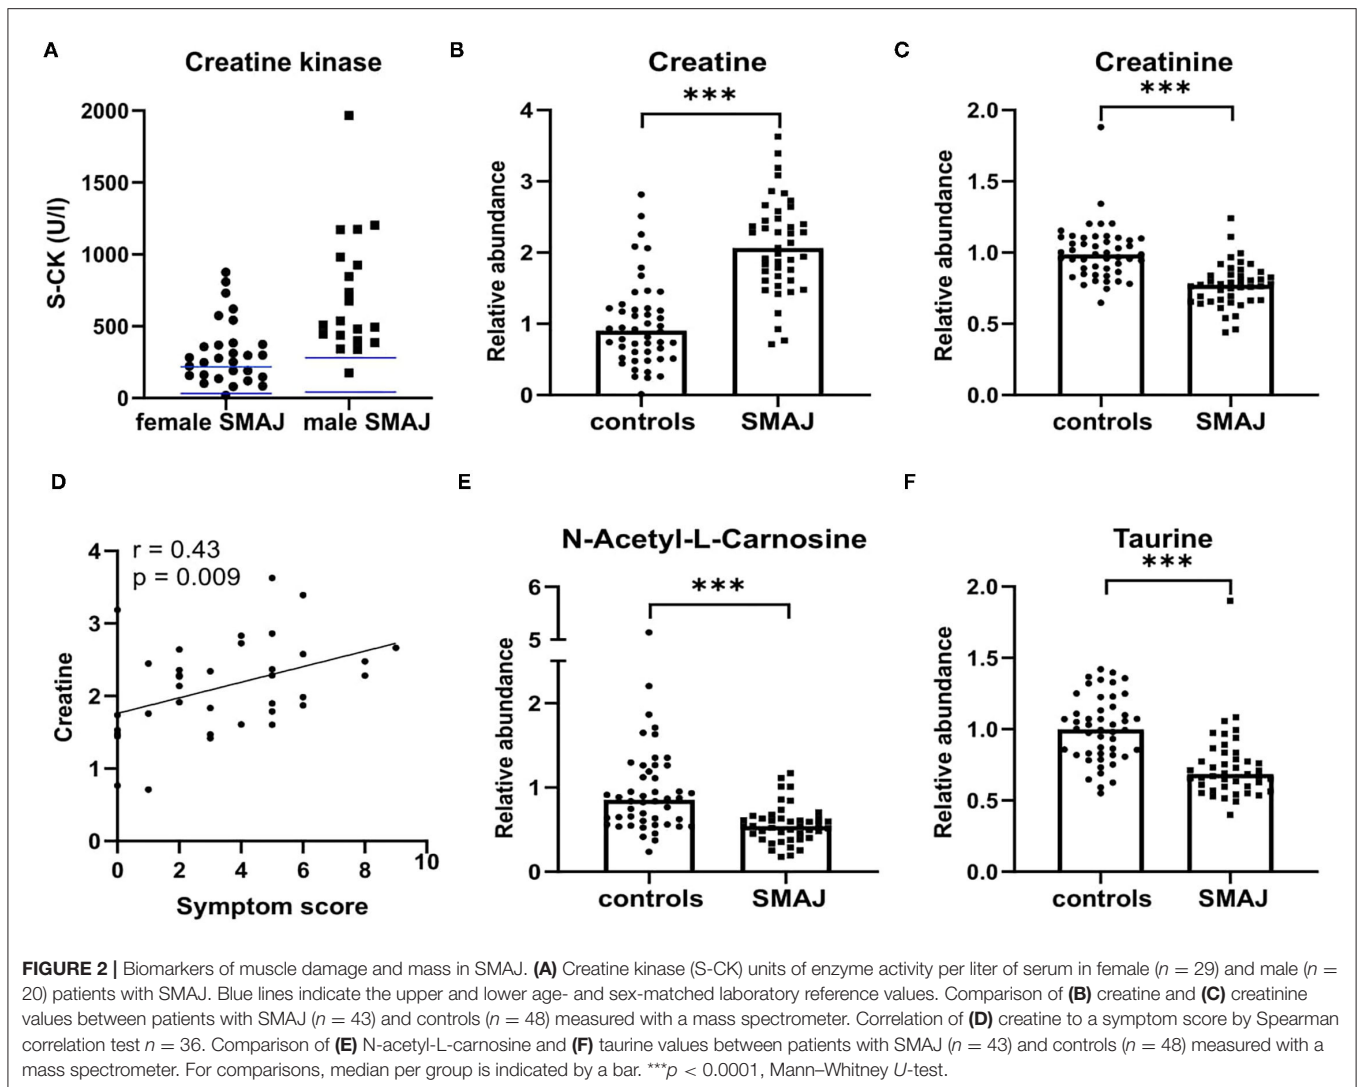 A
Creatine kinase
S-CK (U/l)
2000
1500
1000
500
0
female SMAJ
male SMAJ
B
Creatine
***
Relative abundance
4
3
2
1
0
controls
SMAJ
C
Creatinine
***
Relative abundance
2.0
1.5
1.0
0.5
0.0
controls
SMAJ
D
r = 0.43
p = 0.009
Creatine
4
3
2
1
0
0
2
4
6
8
10
Symptom score
E
N-Acetyl-L-Carnosine
***
Relative abundance
6
5
2
1
0
controls
SMAJ
F
Taurine
***
Relative abundance
2.0
1.5
1.0
0.5
0.0
controls
SMAJ
FIGURE 2 | Biomarkers of muscle damage and mass in SMAJ. (A) Creatine kinase (S-CK) units of enzyme activity per liter of serum in female (n = 29) and male (n =
20) patients with SMAJ. Blue lines indicate the upper and lower age- and sex-matched laboratory reference values. Comparison of (B) creatine and (C) creatinine
values between patients with SMAJ (n = 43) and controls (n = 48) measured with a mass spectrometer. Correlation of (D) creatine to a symptom score by Spearman
correlation test n = 36. Comparison of (E) N-acetyl-L-carnosine and (F) taurine values between patients with SMAJ (n = 43) and controls (n = 48) measured with a
mass spectrometer. For comparisons, median per group is indicated by a bar. ***p < 0.0001, Mann–Whitney U-test.